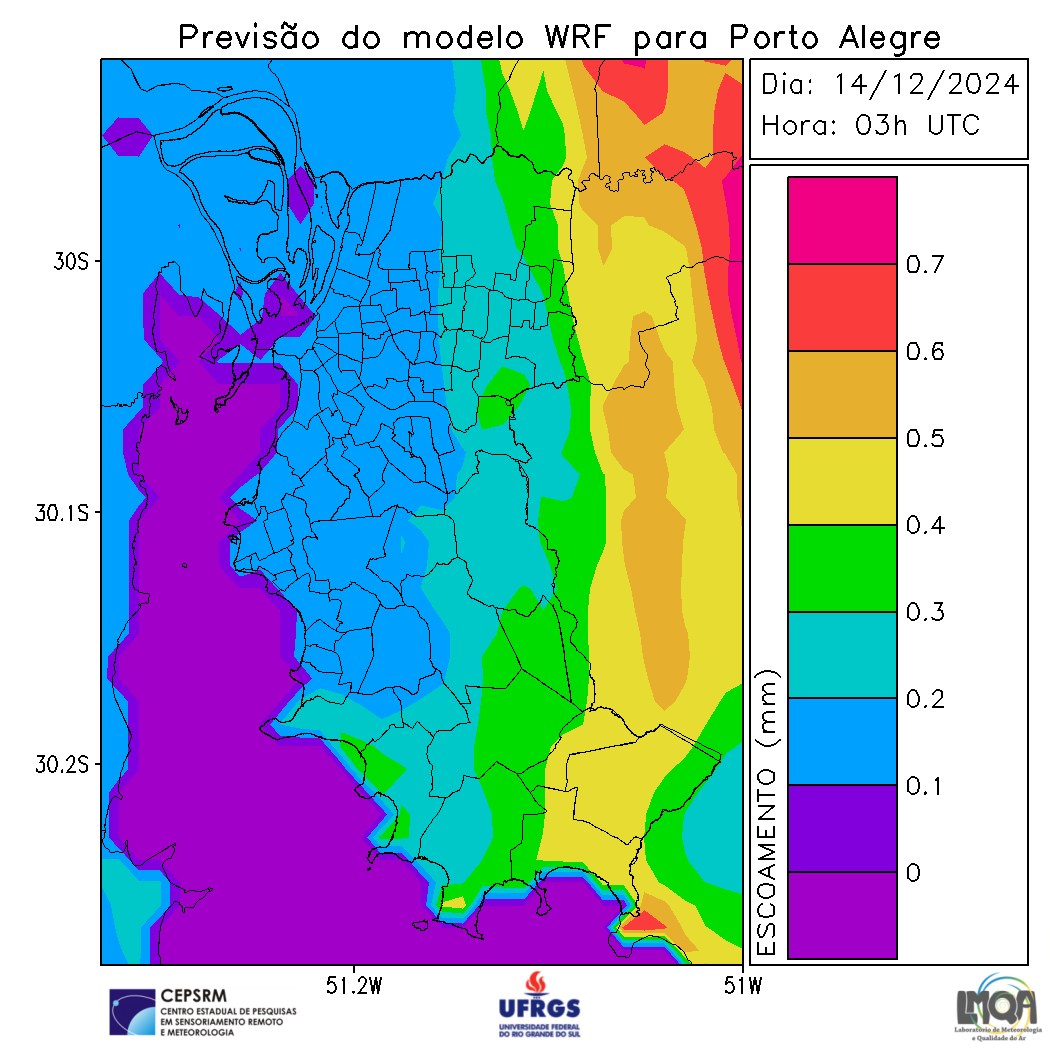 Previsão do modelo WRF para Porto Alegre
Dia: 14/12/2024
Hora: 03h UTC
30S
30.1S
30.2S
51.2W
51W
ESCOAMENTO (mm)
0.7
0.6
0.5
0.4
0.3
0.2
0.1
0
CEPSRM
CENTRO ESTADUAL DE PESQUISAS
EM SENSORIAMENTO REMOTO
E METEOROLOGIA
UFRGS
UNIVERSIDADE FEDERAL
DO RIO GRANDE DO SUL
LMQA
Laboratório de Meteorologia
e Qualidade do Ar